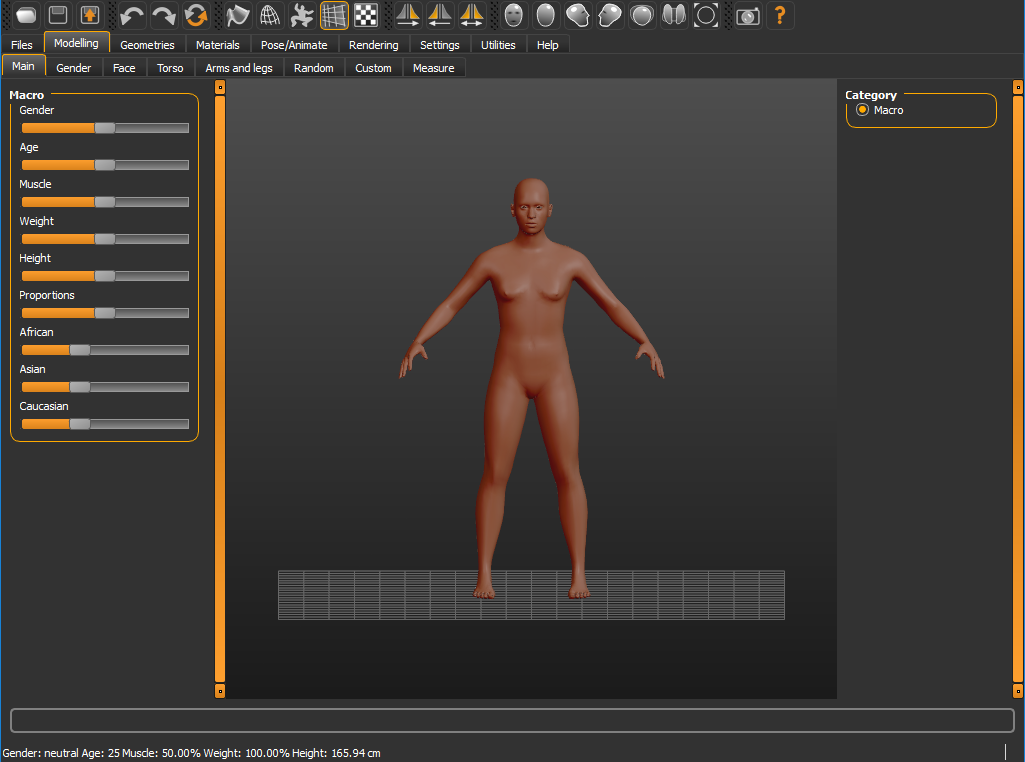 ?
Files Modelling Geometries Materials Pose/Animate Rendering Settings Utilities Help
Main Gender Face Torso Arms and legs Random Custom Measure
Macro
Gender
Age
Muscle
Weight
Height
Proportions
African
Asian
Caucasian
Category
Macro
Gender: neutral Age: 25 Muscle: 50.00% Weight: 100.00% Height: 165.94 cm